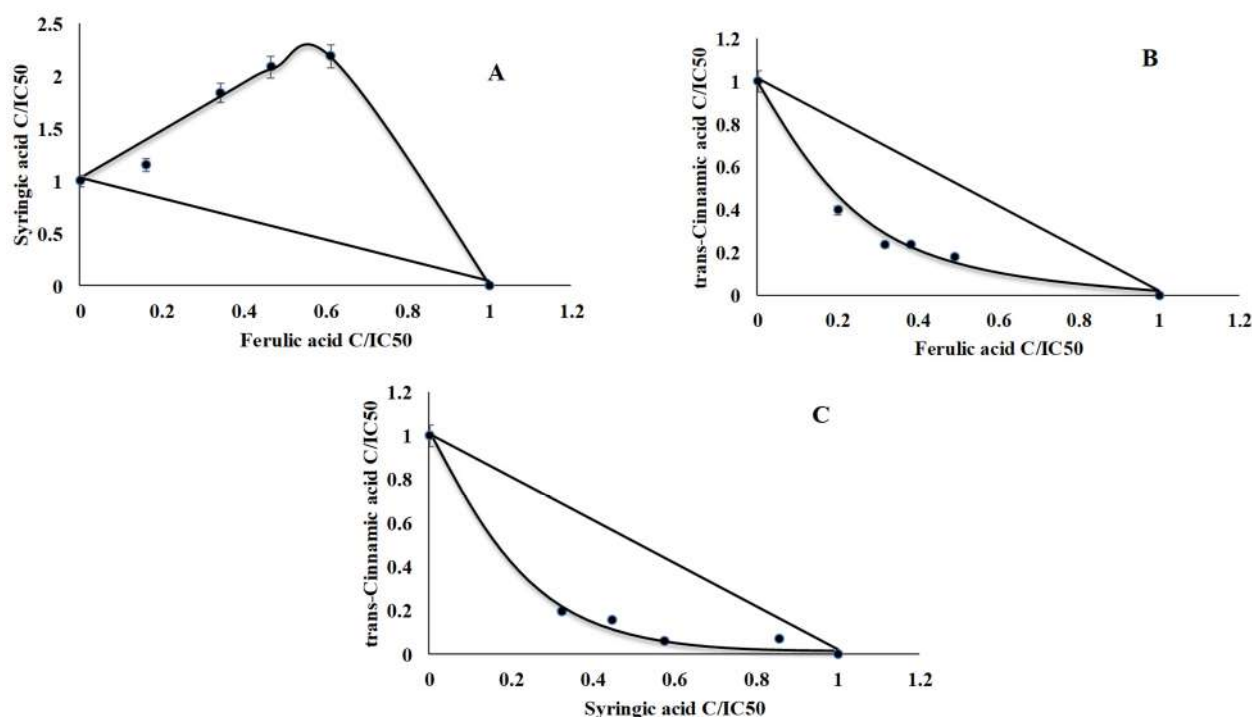 A
Syringic acid C/IC50
2.5
2
1.5
1
0.5
0
0 0.2 0.4 0.6 0.8 1 1.2
Ferulic acid C/IC50
B
trans-Cinnamic acid C/IC50
1.2
1
0.8
0.6
0.4
0.2
0
0 0.2 0.4 0.6 0.8 1 1.2
Ferulic acid C/IC50
C
trans-Cinnamic acid C/IC50
1.2
1
0.8
0.6
0.4
0.2
0
0 0.2 0.4 0.6 0.8 1 1.2
Syringic acid C/IC50